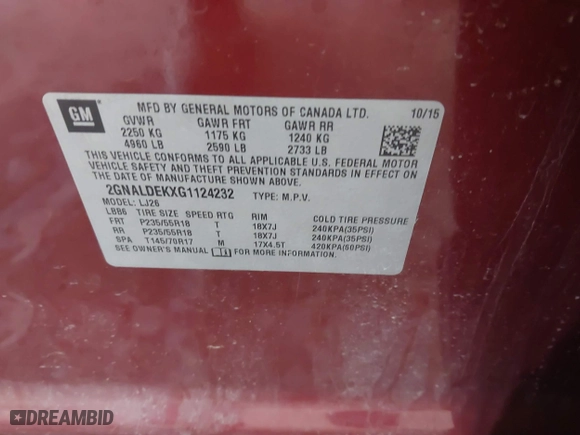 GM
MFD BY GENERAL MOTORS OF CANADA LTD. 10/15
GVWR GAWR FRT GAWR RR
2250 KG 1175 KG 1240 KG
4960 LB 2590 LB 2733 LB
THIS VEHICLE CONFORMS TO ALL APPLICABLE U.S. FEDERAL MOTOR
VEHICLE SAFETY AND THEFT PREVENTION STANDARDS IN EFFECT ON
THE DATE OF MANUFACTURE SHOWN ABOVE.
2GNALDEKXG1124232 TYPE: M.P.V.
MODEL: LJ26
LBB6 TIRE SIZE SPEED RTG RIM COLD TIRE PRESSURE
FRT P235/55R18 T 18X7J 240KPA(35PSI)
RR P235/55R18 T 18X7J 240KPA(35PSI)
SPA T145/70R17 M 17X4.5T 420KPA(60PSI)
SEE OWNER'S MANUAL FOR MORE INFORMATION.
DREAMBID